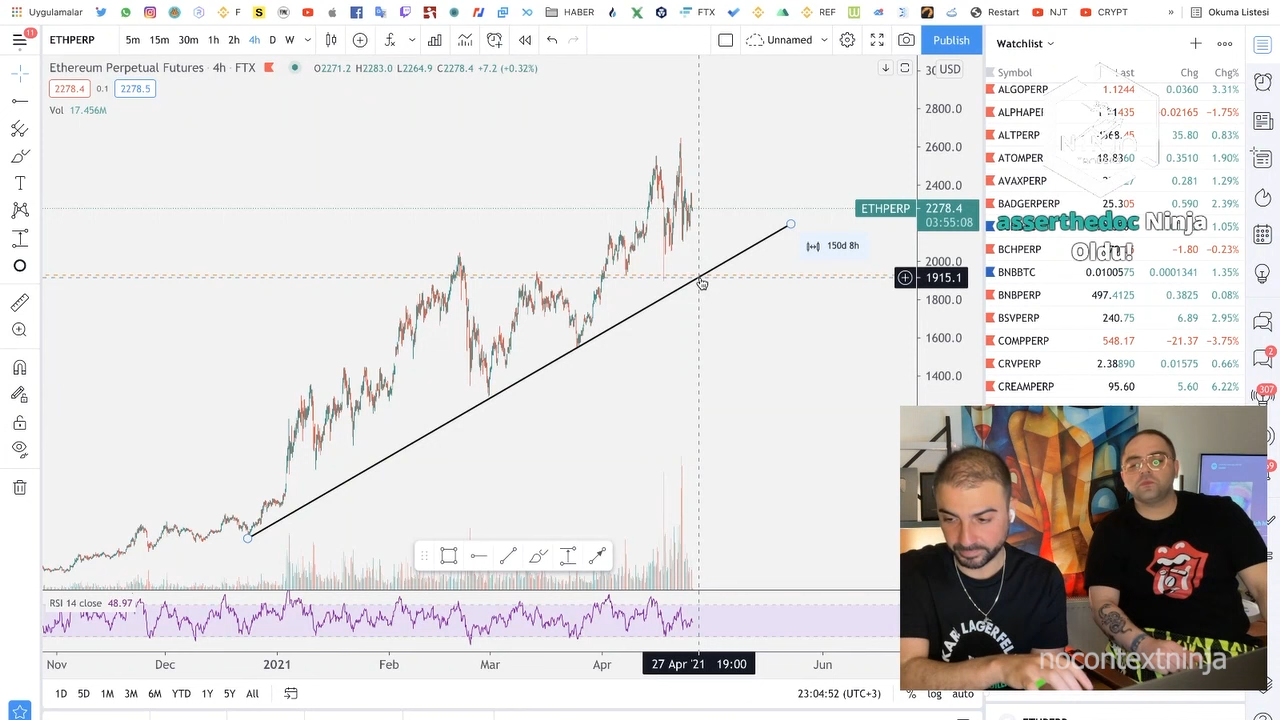 Uygulamalar F S FTX HABER FTX REF Restart NJT CRYPT » Okuma Listesi
11
ETHPERP 5m 15m 30m 1h 2h 4h D W Unnamed Publish
Watchlist
Ethereum Perpetual Futures · 4h · FTX O2271.2 H2283.0 L2264.9 C2278.4 +7.2 (+0.32%)
USD
2278.4 0.1 2278.5
Vol 17.456M
2800.0
2600.0
2400.0
ETHPERP 2278.4
03:55:08
150d 8h
2000.0
1915.1
1800.0
1600.0
1400.0
Symbol Last Chg Chg%
ALGOPERP 1.1244 0.0360 3.31%
ALPHAPE -0.02165 −1.75%
ALTPERP 35.80 0.83%
ATOMPER 18.8360 0.3510 1.90%
AVAXPERP 0.281 1.29%
BADGERPERP 25.305 0.590 2.39%
asserthedoc Ninja
Oldu!
1.05%
BCHPERP −1.80 −0.23%
BNBBTC 0.0100575 0.0001341 1.35%
BNBPERP 497.4125 0.3825 0.08%
BSVPERP 240.75 6.89 2.95%
COMPPERP 548.17 −21.37 −3.75%
CRVPERP 2.38890 0.01575 0.66%
CREAMPERP 95.60 5.60 6.22%
2
307
RSI 14 close 48.97
Nov Dec 2021 Feb Mar Apr 27 Apr '21 19:00 Jun
1D 5D 1M 3M 6M YTD 1Y 5Y All 23:04:52 (UTC+3) % log auto
KARL LAGERFEL
nocontextninja